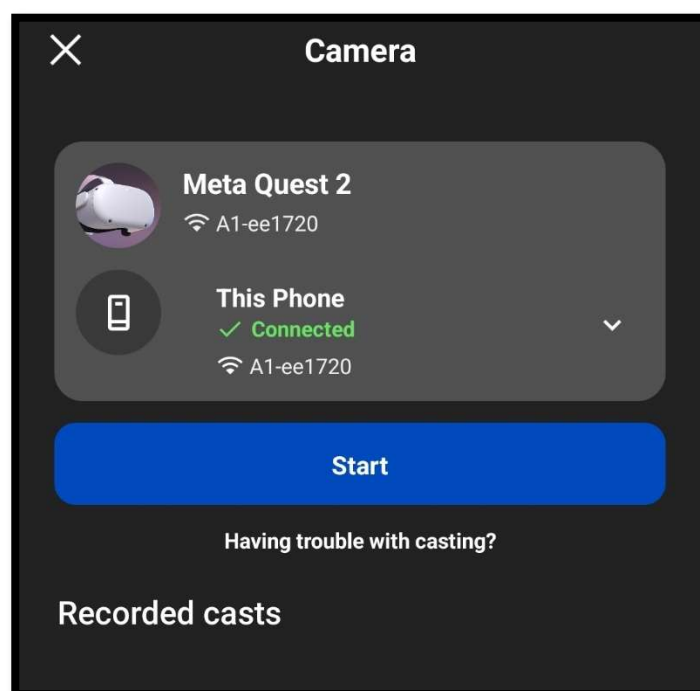 Camera
Meta Quest 2
A1-ee1720
This Phone
Connected
A1-ee1720
Start
Having trouble with casting?
Recorded casts